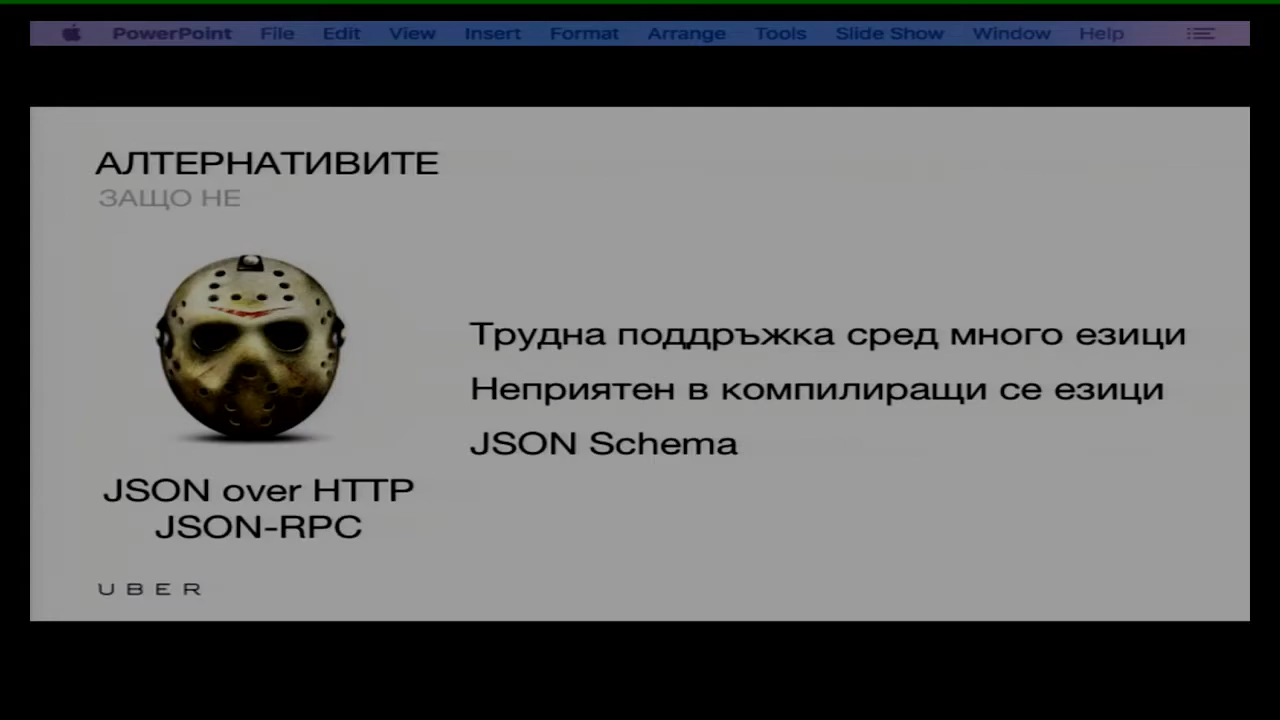 PowerPoint File Edit View Insert Format Arrange Tools Slide Show Window Help
АЛТЕРНАТИВИТЕ
ЗАЩО НЕ
Трудна поддръжка сред много езици
Неприятен в компилиращи се езици
JSON Schema
JSON over HTTP
JSON-RPC
UBER